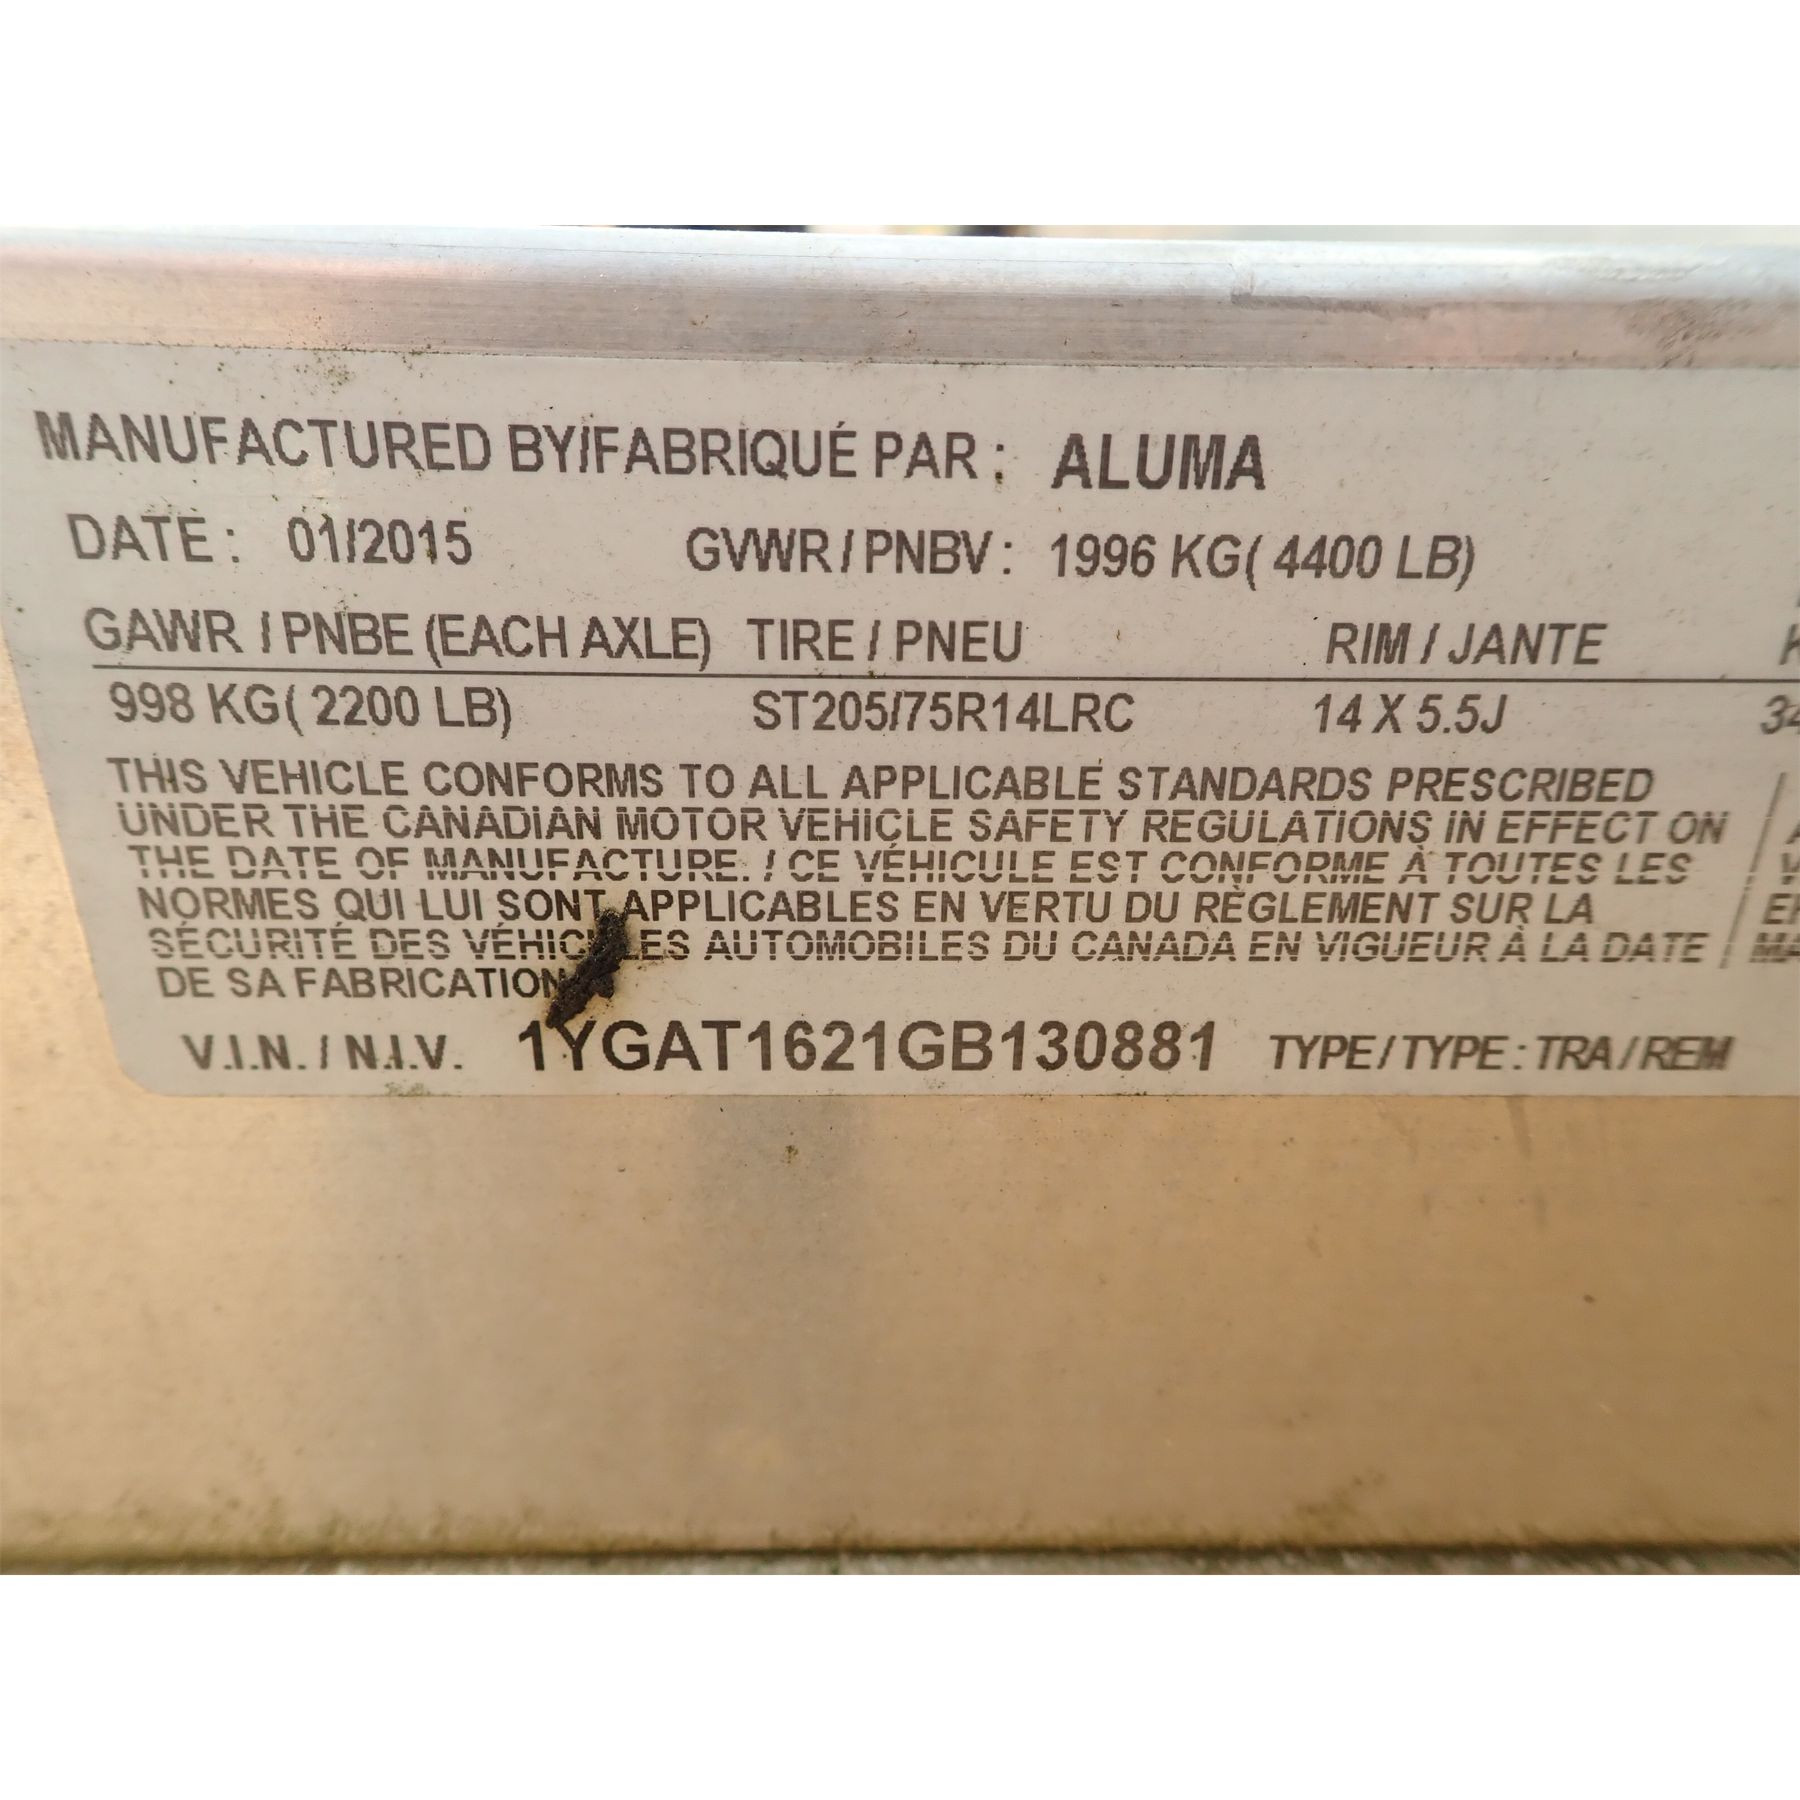 MANUFACTURED BY/FABRIQUÉ PAR : ALUMA
DATE : 01/2015 GVWR / PNBV : 1996 KG( 4400 LB)
GAWR / PNBE (EACH AXLE) TIRE / PNEU RIM / JANTE
998 KG( 2200 LB) ST205/75R14LRC 14 X 5.5J
THIS VEHICLE CONFORMS TO ALL APPLICABLE STANDARDS PRESCRIBED
UNDER THE CANADIAN MOTOR VEHICLE SAFETY REGULATIONS IN EFFECT ON /
THE DATE OF MANUFACTURE. / CE VÉHICULE EST CONFORME À TOUTES LES
NORMES QUI LUI SONT APPLICABLES EN VERTU DU RÈGLEMENT SUR LA
SÉCURITÉ DES VÉHICULES AUTOMOBILES DU CANADA EN VIGUEUR À LA DATE
DE SA FABRICATION
V.I.N. / N.I.V. 1YGAT1621GB130881 TYPE / TYPE : TRA / REM